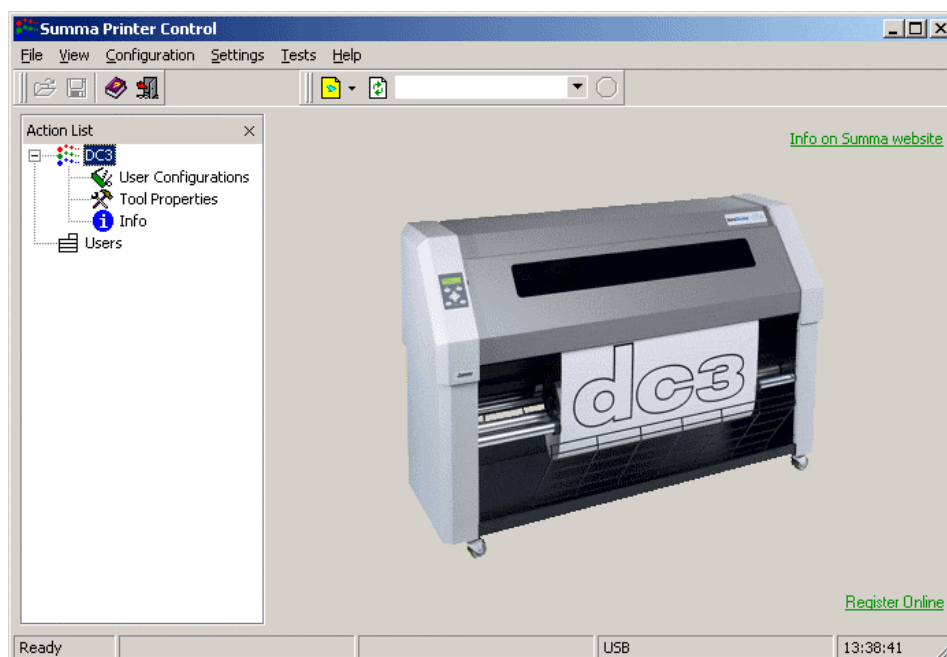 Summa Printer Control
File View Configuration Settings Tests Help
Action List
Info on Summa website
DC3
User Configurations
Tool Properties
Info
Users
dc3
Register Online
Ready USB 13:38:41